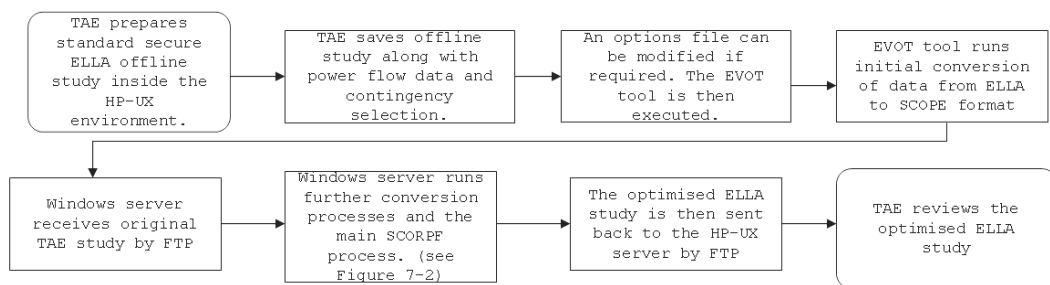 TAE prepares
standard secure
ELLA offline
study inside the
HP-UX
environment.
TAE saves offline
study along with
power flow data and
contingency
selection.
An options file can
be modified if
required. The EVOT
tool is then
executed.
EVOT tool runs
initial conversion
of data from ELLA
to SCOPE format
Windows server
receives original
TAE study by FTP
Windows server runs
further conversion
processes and the
main SCORPF
process. (see
Figure 7-2)
The optimised ELLA
study is then sent
back to the HP-UX
server by FTP
TAE reviews the
optimised ELLA
study